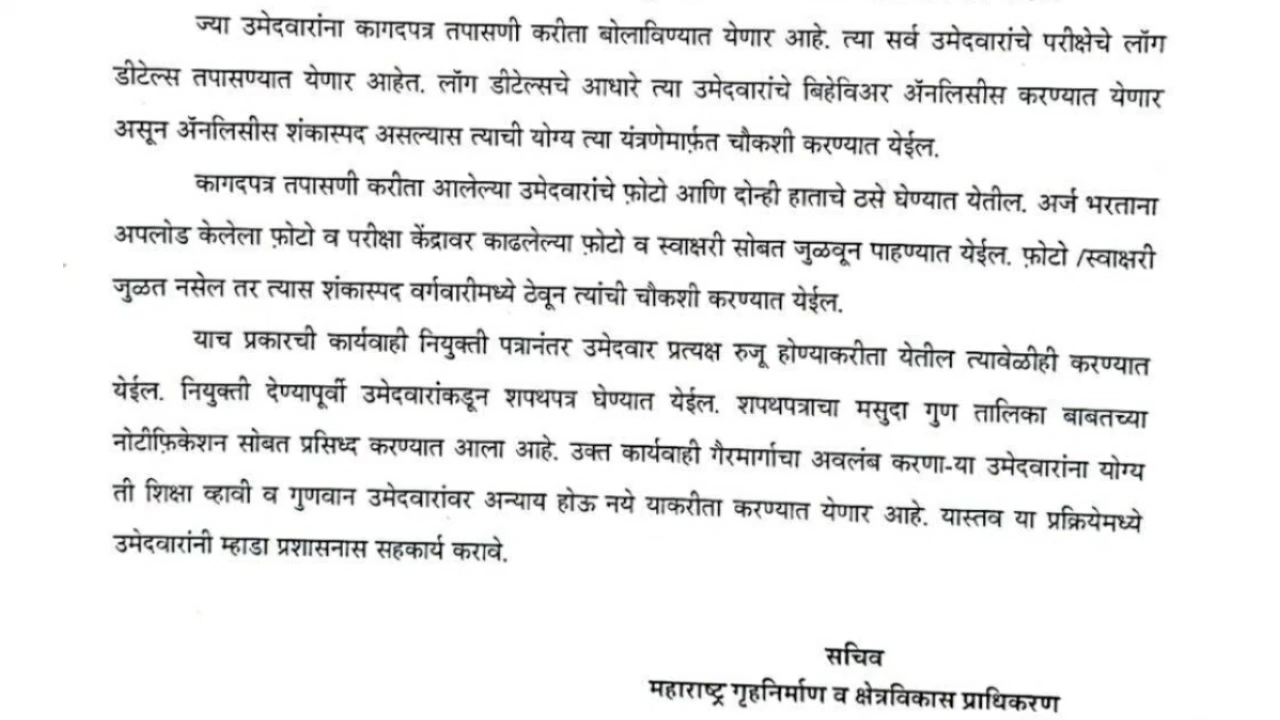 ज्या उमेदवारांना कागदपत्र तपासणी करीता बोलाविण्यात येणार आहे. त्या सर्व उमेदवारांचे परीक्षेचे लॉग
डीटेल्स तपासण्यात येणार आहेत. लॉग डीटेल्सचे आधारे त्या उमेदवारांचे बिहेविअर ॲनलिसीस करण्यात येणार
असून ॲनलिसीस शंकास्पद असल्यास त्याची योग्य त्या यंत्रणेमार्फ़त चौकशी करण्यात येईल.
कागदपत्र तपासणी करीता आलेल्या उमेदवारांचे फ़ोटो आणि दोन्ही हाताचे ठसे घेण्यात येतील. अर्ज भरताना
अपलोड केलेला फ़ोटो व परीक्षा केंद्रावर काढलेल्या फ़ोटो व स्वाक्षरी सोबत जुळवून पाहण्यात येईल. फ़ोटो /स्वाक्षरी
जुळत नसेल तर त्यास शंकास्पद वर्गवारीमध्ये ठेवून त्यांची चौकशी करण्यात येईल.
याच प्रकारची कार्यवाही नियुक्ती पत्रानंतर उमेदवार प्रत्यक्ष रुजू होण्याकरीता येतील त्यावेळीही करण्यात
येईल. नियुक्ती देण्यापूर्वी उमेदवारांकडून शपथपत्र घेण्यात येईल. शपथपत्राचा मसुदा गुण तालिका बाबतच्या
नोटीफ़िकेशन सोबत प्रसिध्द करण्यात आला आहे. उक्त कार्यवाही गैरमार्गाचा अवलंब करणा-या उमेदवारांना योग्य
ती शिक्षा व्हावी व गुणवान उमेदवारांवर अन्याय होऊ नये याकरीता करण्यात येणार आहे. यास्तव या प्रक्रियेमध्ये
उमेदवारांनी म्हाडा प्रशासनास सहकार्य करावे.
सचिव
महाराष्ट्र गृहनिर्माण व क्षेत्रविकास प्राधिकरण